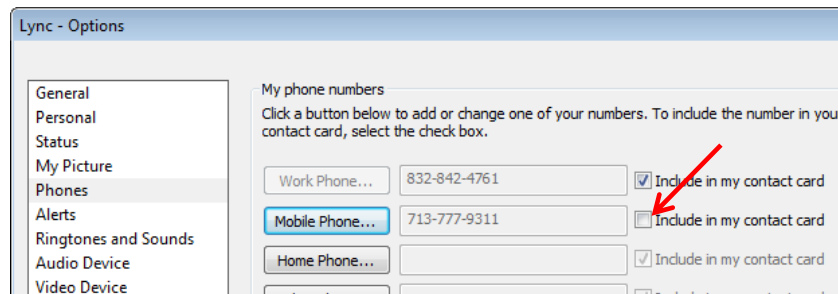 Lync - Options
General
Personal
Status
My Picture
Phones
Alerts
Ringtones and Sounds
Audio Device
Video Device
My phone numbers
Click a button below to add or change one of your numbers. To include the number in you
contact card, select the check box.
Work Phone... 832-842-4761 Include in my contact card
Mobile Phone... 713-777-9311 Include in my contact card
Home Phone... Include in my contact card